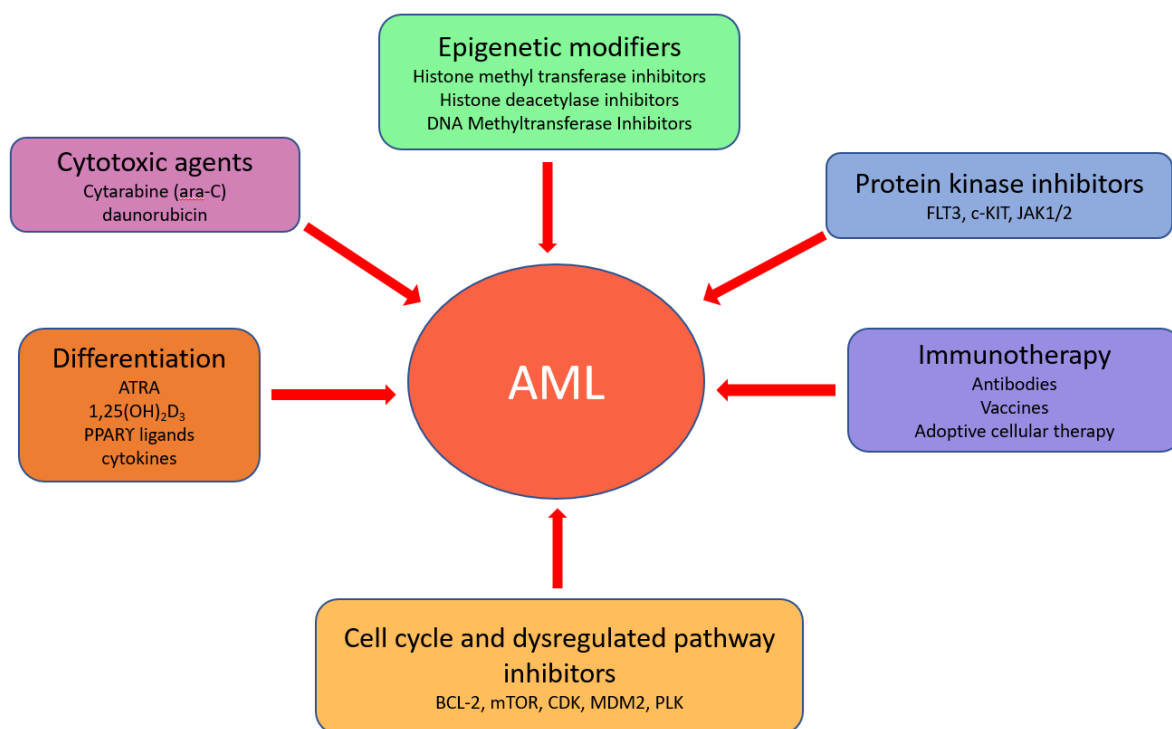 Epigenetic modifiers
Histone methyl transferase inhibitors
Histone deacetylase inhibitors
DNA Methyltransferase Inhibitors
Cytotoxic agents
Cytarabine (ara-C)
daunorubicin
Protein kinase inhibitors
FLT3, c-KIT, JAK1/2
Differentiation
ATRA
1,25(OH)₂D₃
PPARϒ ligands
cytokines
AML
Immunotherapy
Antibodies
Vaccines
Adoptive cellular therapy
Cell cycle and dysregulated pathway
inhibitors
BCL-2, mTOR, CDK, MDM2, PLK